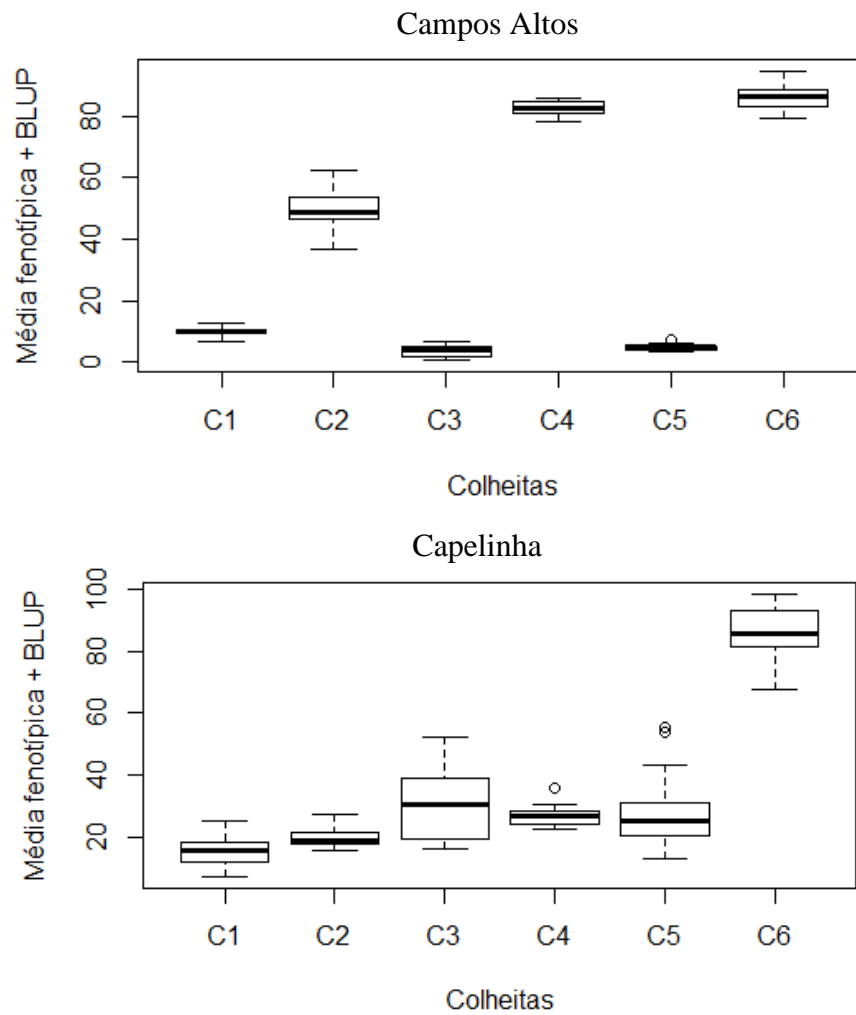 Campos Altos
Média fenotípica + BLUP
80
60
40
20
0
C1 C2 C3 C4 C5 C6
Colheitas
Capelinha
Média fenotípica + BLUP
100
80
60
40
20
C1 C2 C3 C4 C5 C6
Colheitas